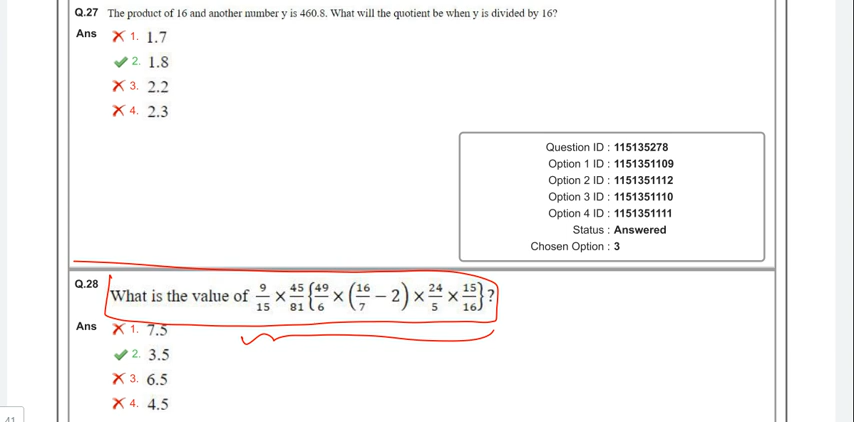 Q.27 The product of 16 and another number y is 460.8. What will the quotient be when y is divided by 16?
Ans 1. 1.7
2. 1.8
3. 2.2
4. 2.3
Question ID : 115135278
Option 1 ID : 1151351109
Option 2 ID : 1151351112
Option 3 ID : 1151351110
Option 4 ID : 1151351111
Status : Answered
Chosen Option : 3
Q.28 What is the value of 9/15 × 45/81 {49/6 × (16/7 − 2) × 24/5 × 15/16}?
Ans 1. 7.5
2. 3.5
3. 6.5
4. 4.5
41